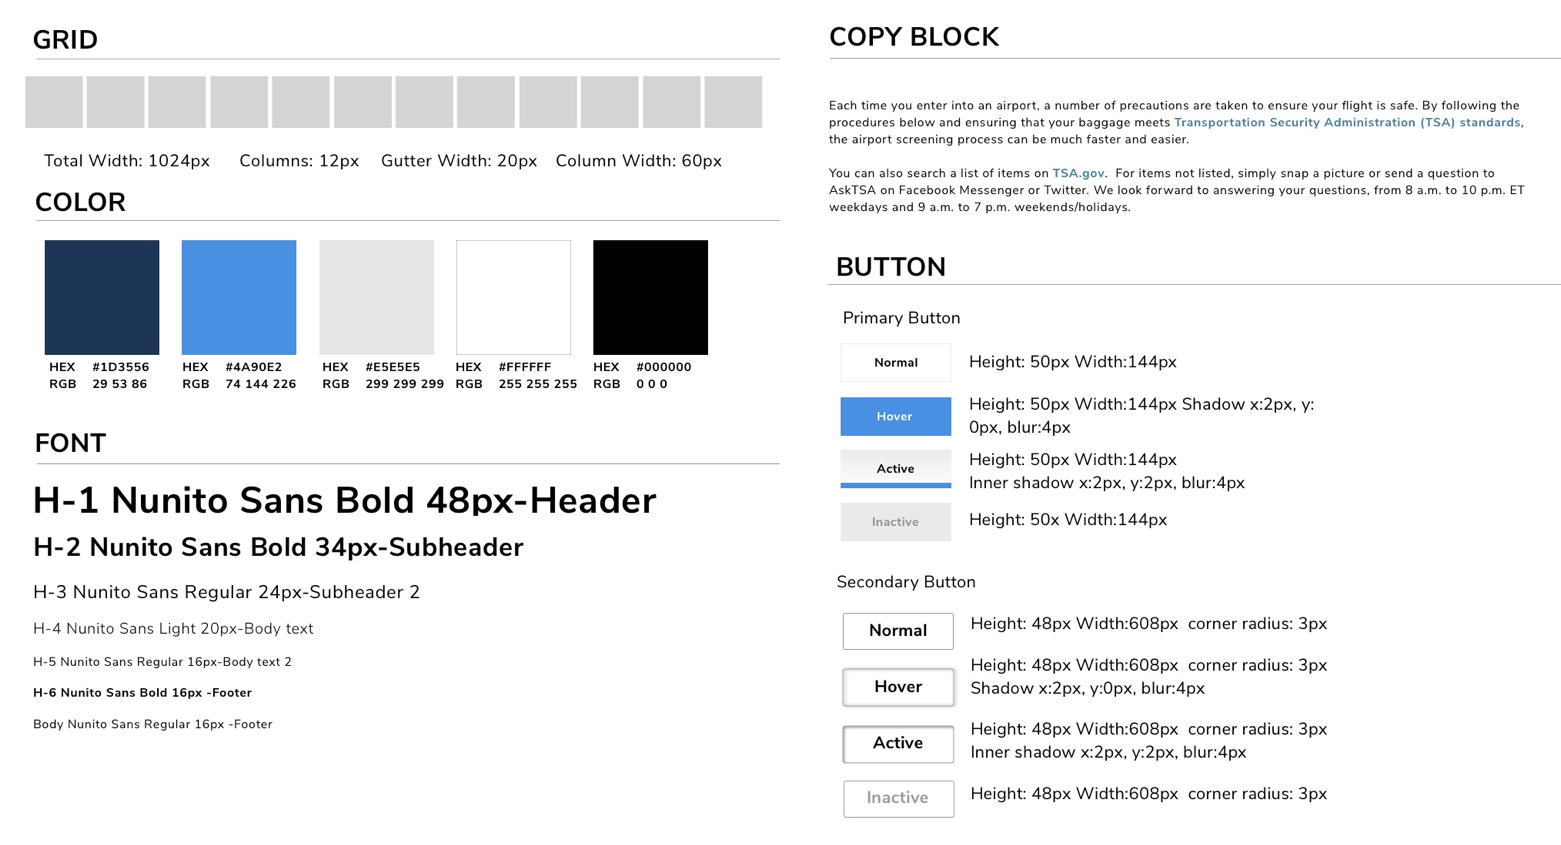 GRID
Total Width: 1024px Columns: 12px Gutter Width: 20px Column Width: 60px
COLOR
HEX #1D3556
RGB 29 53 86
HEX #4A90E2
RGB 74 144 226
HEX #E5E5E5
RGB 299 299 299
HEX #FFFFFF
RGB 255 255 255
HEX #000000
RGB 0 0 0
FONT
H-1 Nunito Sans Bold 48px-Header
H-2 Nunito Sans Bold 34px-Subheader
H-3 Nunito Sans Regular 24px-Subheader 2
H-4 Nunito Sans Light 20px-Body text
H-5 Nunito Sans Regular 16px-Body text 2
H-6 Nunito Sans Bold 16px -Footer
Body Nunito Sans Regular 16px -Footer
COPY BLOCK
Each time you enter into an airport, a number of precautions are taken to ensure your flight is safe. By following the
procedures below and ensuring that your baggage meets Transportation Security Administration (TSA) standards,
the airport screening process can be much faster and easier.
You can also search a list of items on TSA.gov. For items not listed, simply snap a picture or send a question to
AskTSA on Facebook Messenger or Twitter. We look forward to answering your questions, from 8 a.m. to 10 p.m. ET
weekdays and 9 a.m. to 7 p.m. weekends/holidays.
BUTTON
Primary Button
Normal Height: 50px Width:144px
Hover Height: 50px Width:144px Shadow x:2px, y:
0px, blur:4px
Active Height: 50px Width:144px
Inner shadow x:2px, y:2px, blur:4px
Inactive Height: 50x Width:144px
Secondary Button
Normal Height: 48px Width:608px corner radius: 3px
Hover Height: 48px Width:608px corner radius: 3px
Shadow x:2px, y:0px, blur:4px
Active Height: 48px Width:608px corner radius: 3px
Inner shadow x:2px, y:2px, blur:4px
Inactive Height: 48px Width:608px corner radius: 3px